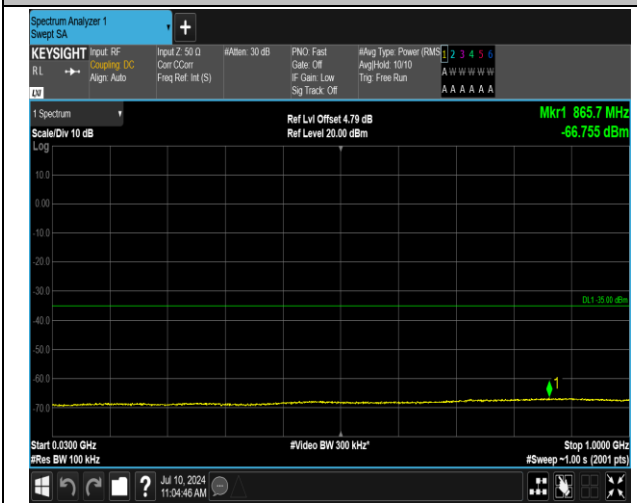 Spectrum Analyzer 1
Swept SA
+
KEYSIGHT
RL
LXI
Input: RF
Coupling: DC
Align: Auto
Input Z: 50 Ω
Corr CCorr
Freq Ref: Int (S)
#Atten: 30 dB
PNO: Fast
Gate: Off
IF Gain: Low
Sig Track: Off
#Avg Type: Power (RMS
Avg|Hold: 10/10
Trig: Free Run
1 2 3 4 5 6
A W W W W W
A A A A A A
1 Spectrum
Scale/Div 10 dB
Log
Ref Lvl Offset 4.79 dB
Ref Level 20.00 dBm
Mkr1 865.7 MHz
-66.755 dBm
10.0
0.00
-10.0
-20.0
-30.0
DL1 -35.00 dBm
-40.0
-50.0
-60.0
1
-70.0
Start 0.0300 GHz
#Res BW 100 kHz
#Video BW 300 kHz*
Stop 1.0000 GHz
#Sweep ~1.00 s (2001 pts)
?
Jul 10, 2024
11:04:46 AM